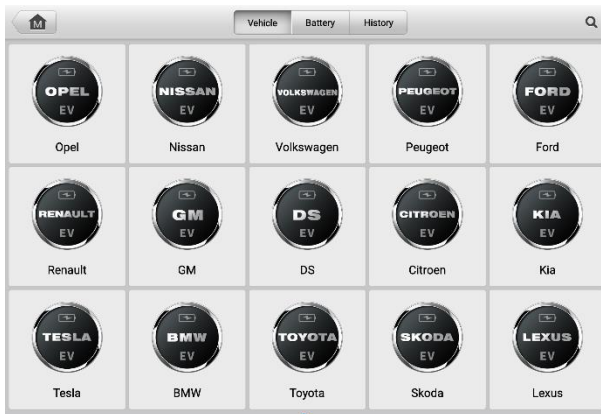 M
Vehicle Battery History
OPEL NISSAN VOLKSWAGEN PEUGEOT FORD
EV EV EV EV EV
Opel Nissan Volkswagen Peugeot Ford
RENAULT GM DS CITROEN KIA
EV EV EV EV EV
Renault GM DS Citroen Kia
TESLA BMW TOYOTA SKODA LEXUS
EV EV EV EV EV
Tesla BMW Toyota Skoda Lexus